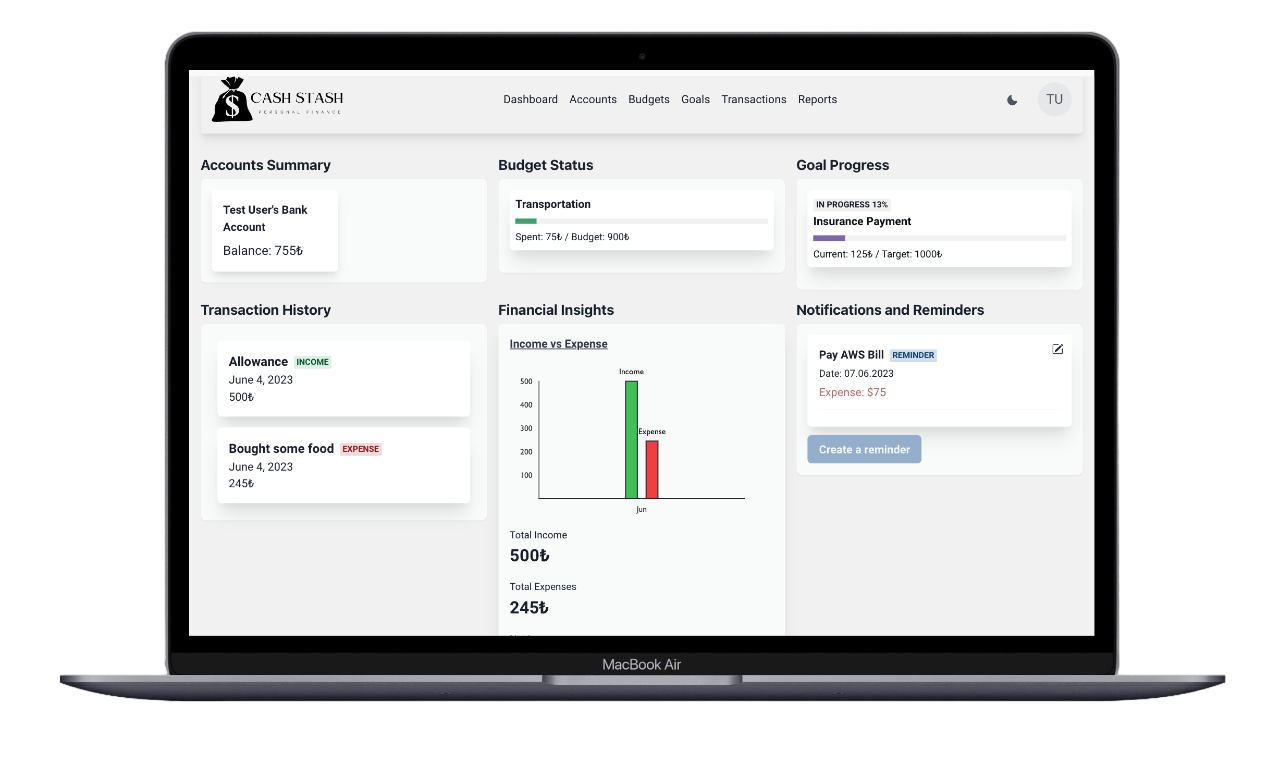 CASH STASH
PERSONAL FINANCE
Dashboard Accounts Budgets Goals Transactions Reports
TU
Accounts Summary
Test User's Bank
Account
Balance: 755₺
Budget Status
Transportation
Spent: 75₺ / Budget: 900₺
Goal Progress
IN PROGRESS 13%
Insurance Payment
Current: 125₺ / Target: 1000₺
Transaction History
Allowance INCOME
June 4, 2023
500₺
Bought some food EXPENSE
June 4, 2023
245₺
Financial Insights
Income vs Expense
Income
500
400
300
Expense
200
100
Jun
Total Income
500₺
Total Expenses
245₺
Notifications and Reminders
Pay AWS Bill REMINDER
Date: 07.06.2023
Expense: $75
Create a reminder
MacBook Air